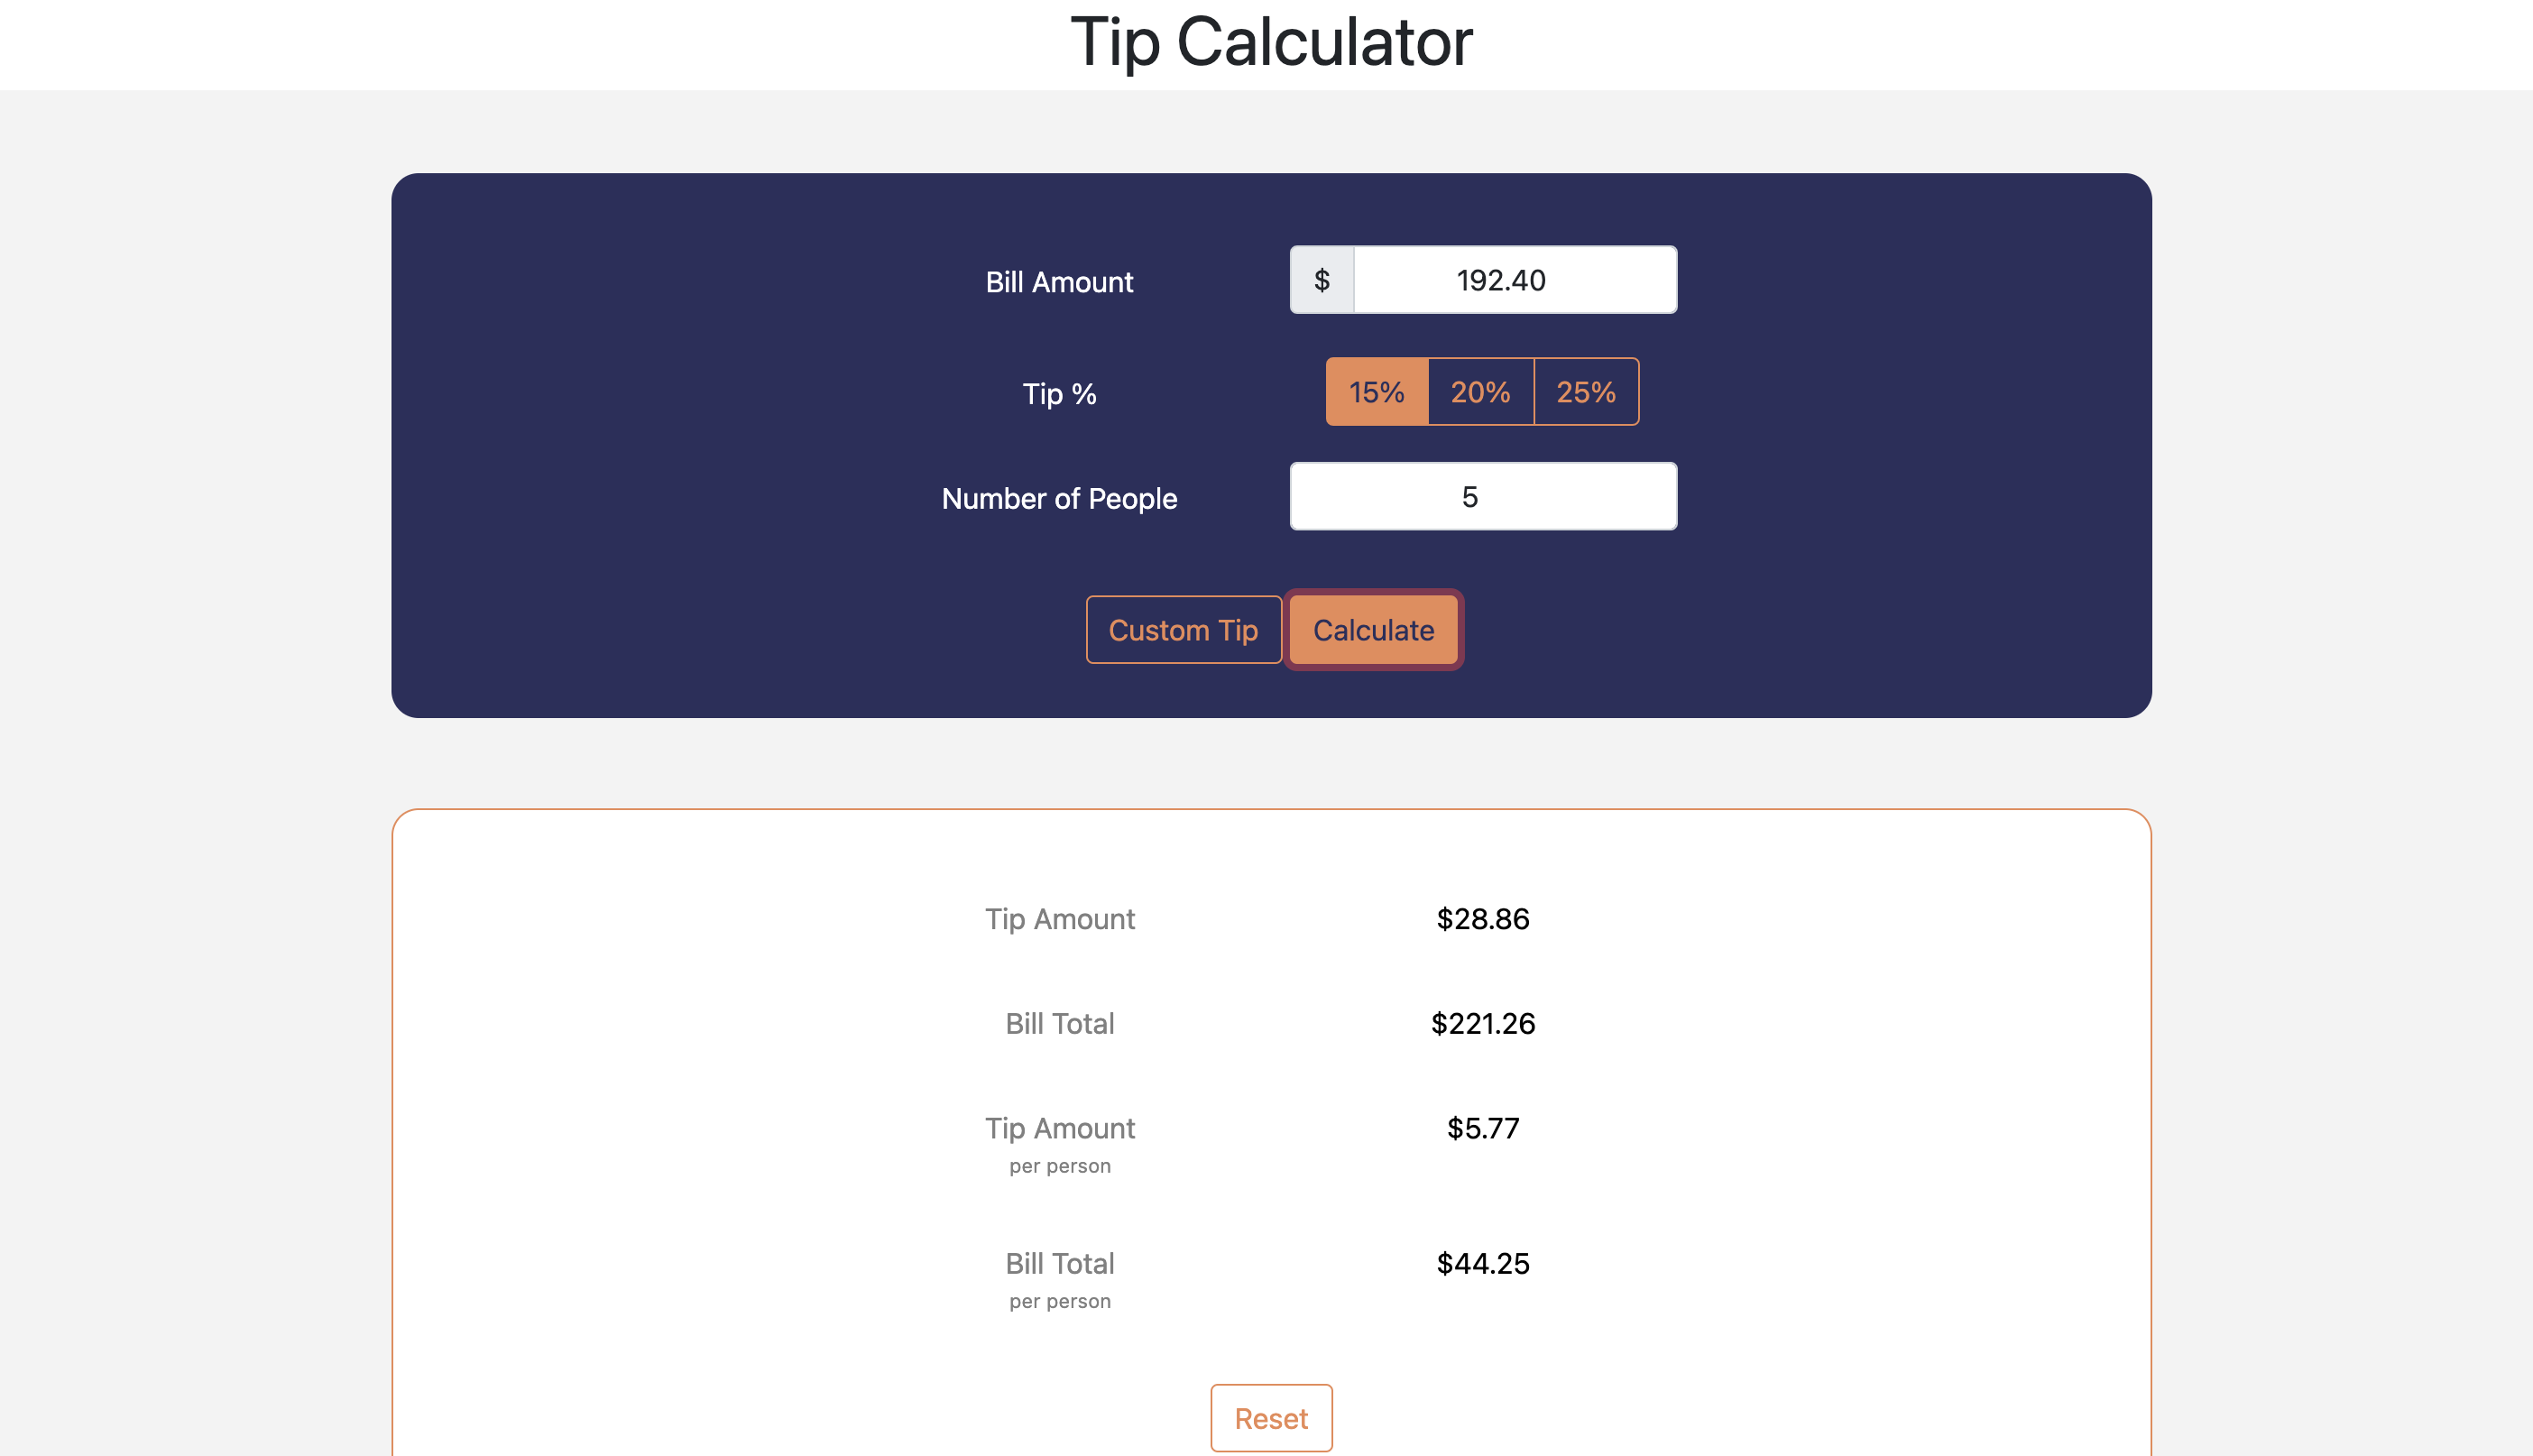 Tip Calculator
Bill Amount
$ 192.40
Tip %
15% 20% 25%
Number of People
5
Custom Tip Calculate
Tip Amount
$28.86
Bill Total
$221.26
Tip Amount
per person
$5.77
Bill Total
per person
$44.25
Reset